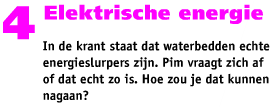 4 Elektrische energie
In de krant staat dat waterbedden echte
energieslurpers zijn. Pim vraagt zich af
of dat echt zo is. Hoe zou je dat kunnen
nagaan?